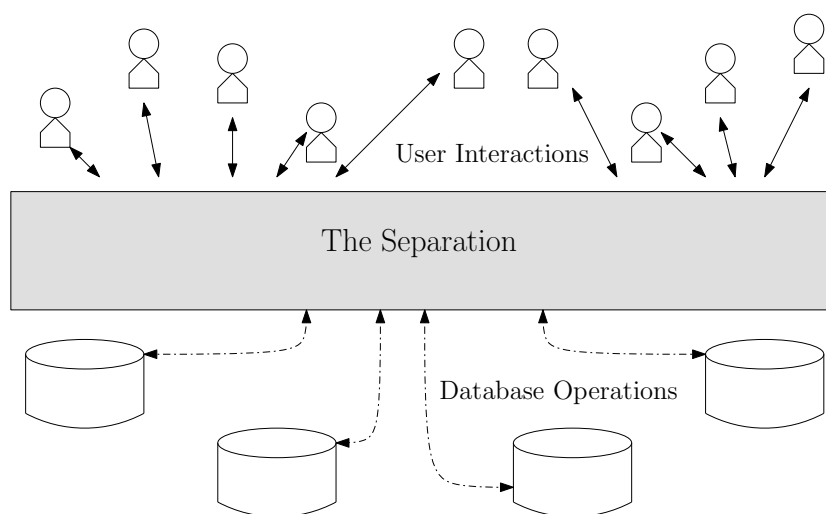 User Interactions
The Separation
Database Operations